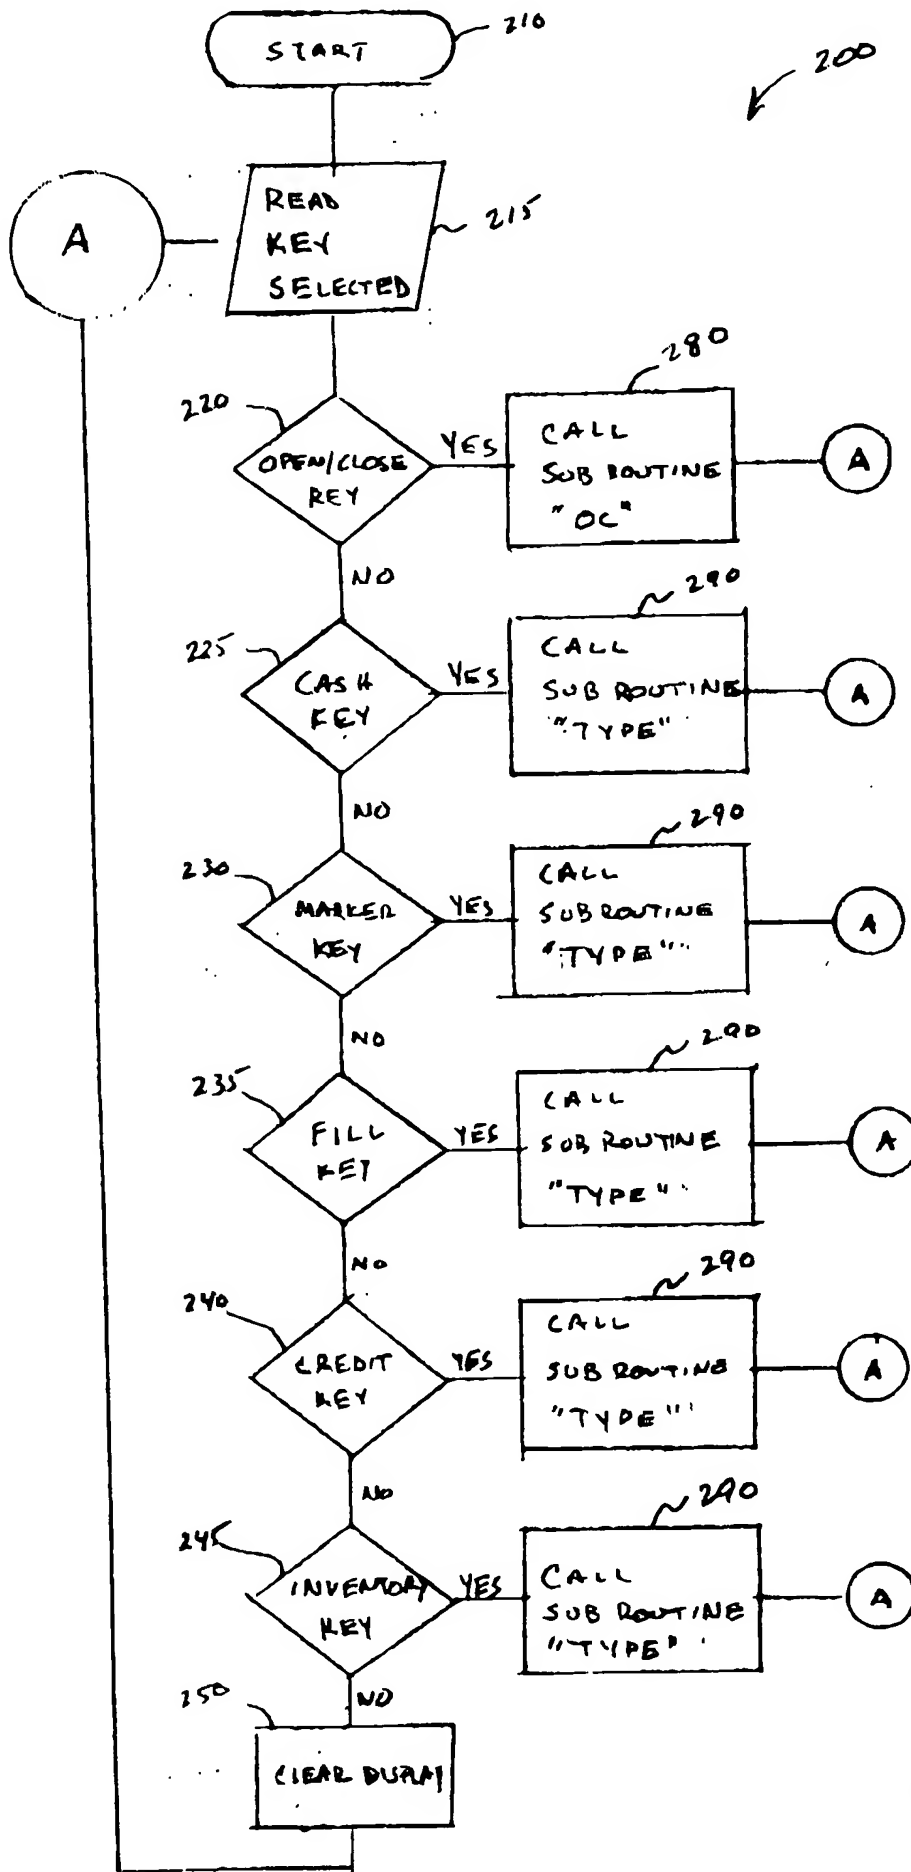 START
210
200
A
READ
KEY
SELECTED
215
220
OPEN/CLOSE
KEY
YES
280
CALL
SUB ROUTINE
"OC"
A
NO
225
CASH
KEY
YES
290
CALL
SUB ROUTINE
"TYPE"
A
NO
230
MARKER
KEY
YES
290
CALL
SUB ROUTINE
"TYPE"
A
NO
235
FILL
KEY
YES
290
CALL
SUB ROUTINE
"TYPE"
A
NO
240
CREDIT
KEY
YES
290
CALL
SUB ROUTINE
"TYPE"
A
NO
245
INVENTORY
KEY
YES
290
CALL
SUB ROUTINE
"TYPE"
A
NO
250
CLEAR DISPLAY